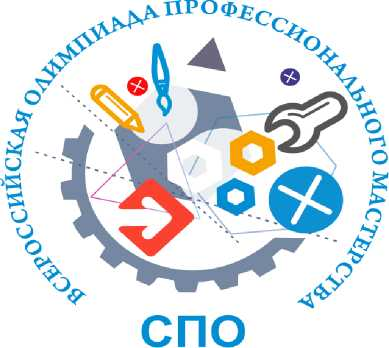 ВСЕРОССИЙСКАЯ ОЛИМПИАДА ПРОФЕССИОНАЛЬНОГО МАСТЕРСТВА
СПО